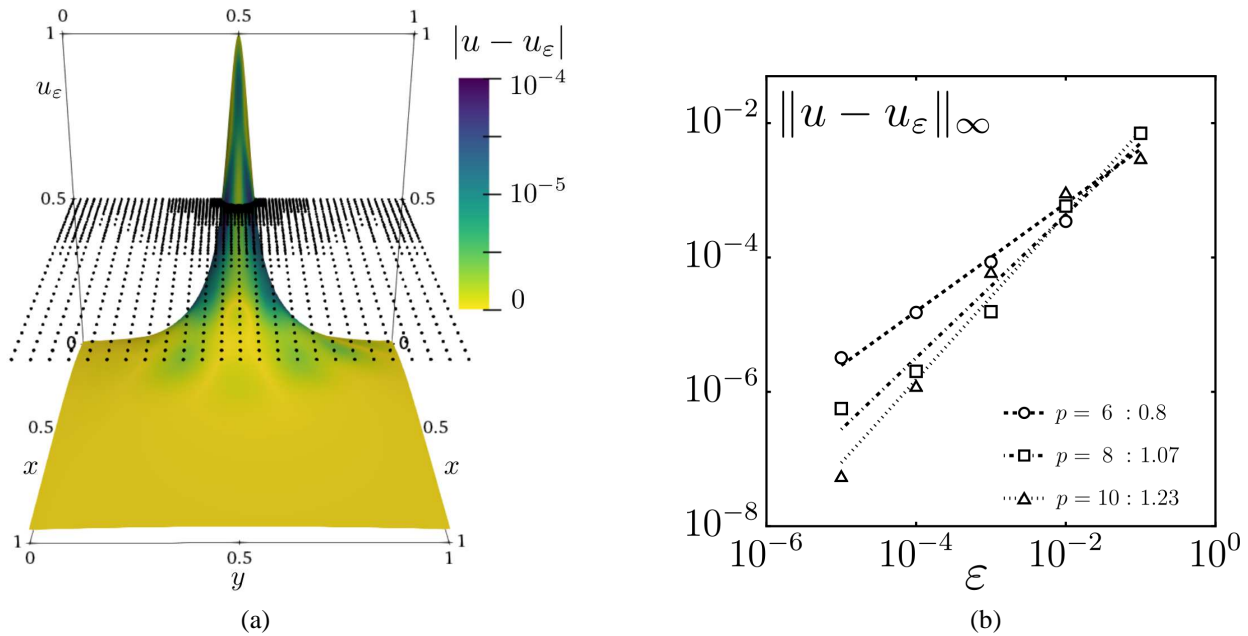 0 0.5 1
1 1
|u − u_ε|
u_ε
10^{-4}
10^{-5}
0
0.5 0.5
0 0
0.5 0.5
x x
1 1
0 0.5 1
y
(a)
‖u − u_ε‖_∞
10^{-2}
10^{-4}
10^{-6}
10^{-8}
p = 6 : 0.8
p = 8 : 1.07
p = 10 : 1.23
10^{-6} 10^{-4} 10^{-2} 10^{0}
ε
(b)